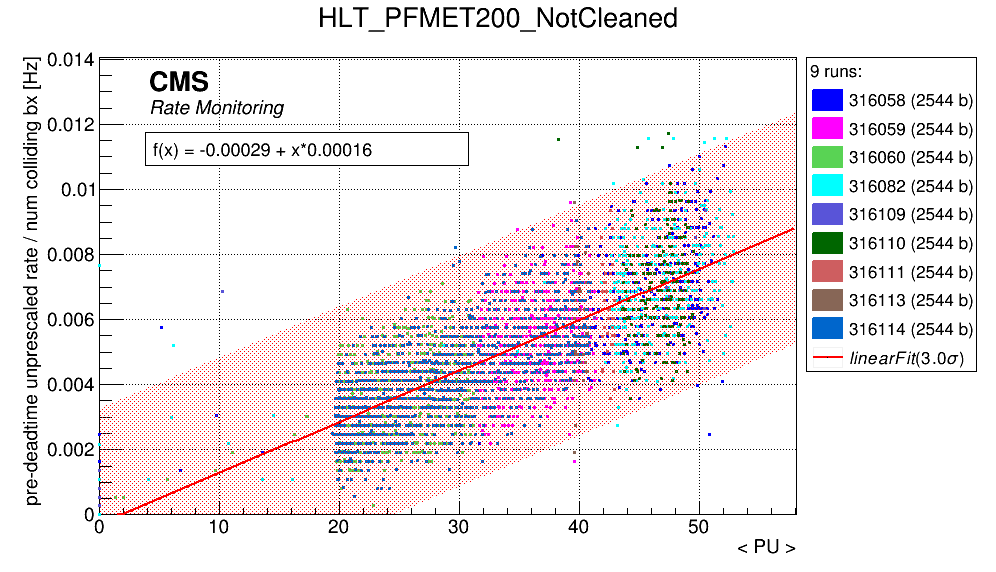 HLT_PFMET200_NotCleaned
pre-deadtime unprescaled rate / num colliding bx [Hz]
0.014
0.012
0.01
0.008
0.006
0.004
0.002
0
CMS
Rate Monitoring
f(x) = -0.00029 + x*0.00016
0 10 20 30 40 50
< PU >
9 runs:
316058 (2544 b)
316059 (2544 b)
316060 (2544 b)
316082 (2544 b)
316109 (2544 b)
316110 (2544 b)
316111 (2544 b)
316113 (2544 b)
316114 (2544 b)
linearFit(3.0σ)